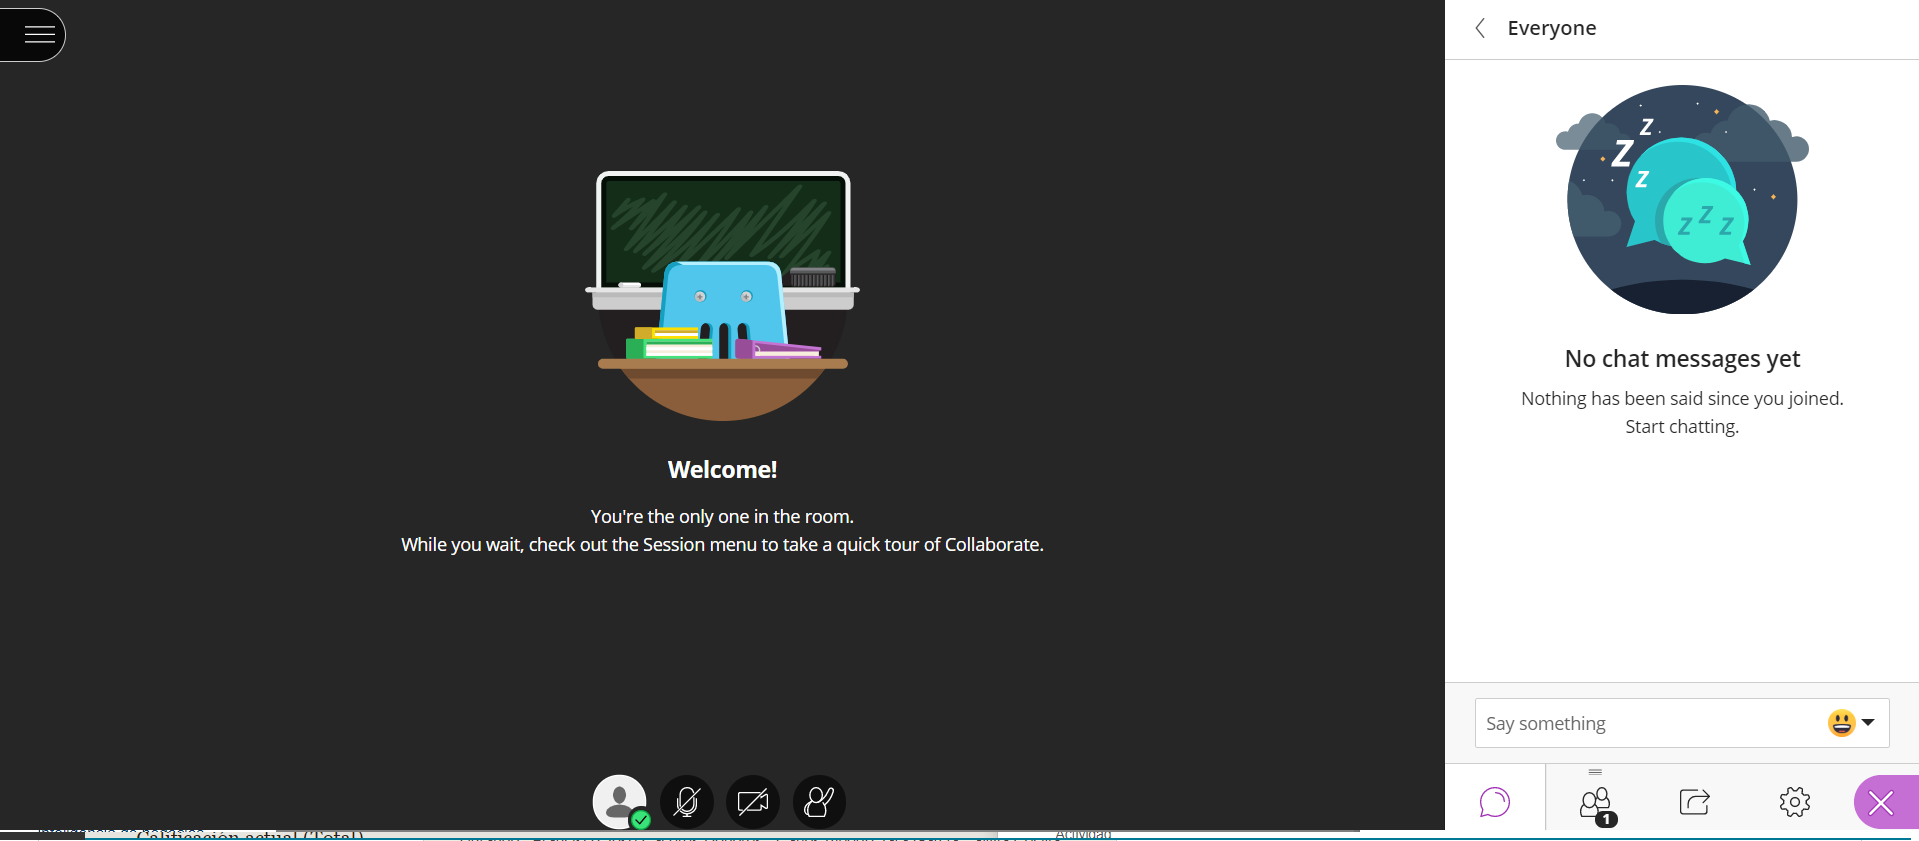 Everyone
Z
Z
Z
Z Z Z
No chat messages yet
Nothing has been said since you joined.
Start chatting.
Welcome!
You're the only one in the room.
While you wait, check out the Session menu to take a quick tour of Collaborate.
Say something
1
Calificación actual (Total)
Actividad